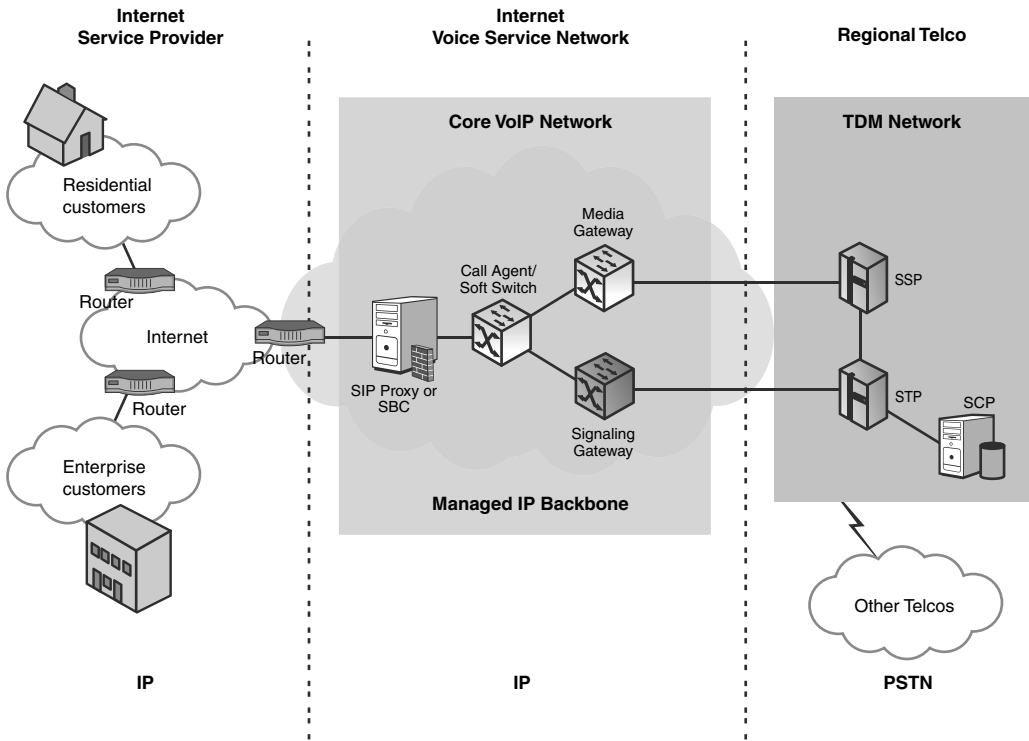 Internet
Service Provider
Internet
Voice Service Network
Regional Telco
Core VoIP Network
TDM Network
Residential
customers
Router
Internet
Router
Router
Enterprise
customers
SIP Proxy or
SBC
Call Agent/
Soft Switch
Media
Gateway
Signaling
Gateway
Managed IP Backbone
SSP
STP
SCP
Other Telcos
IP
IP
PSTN